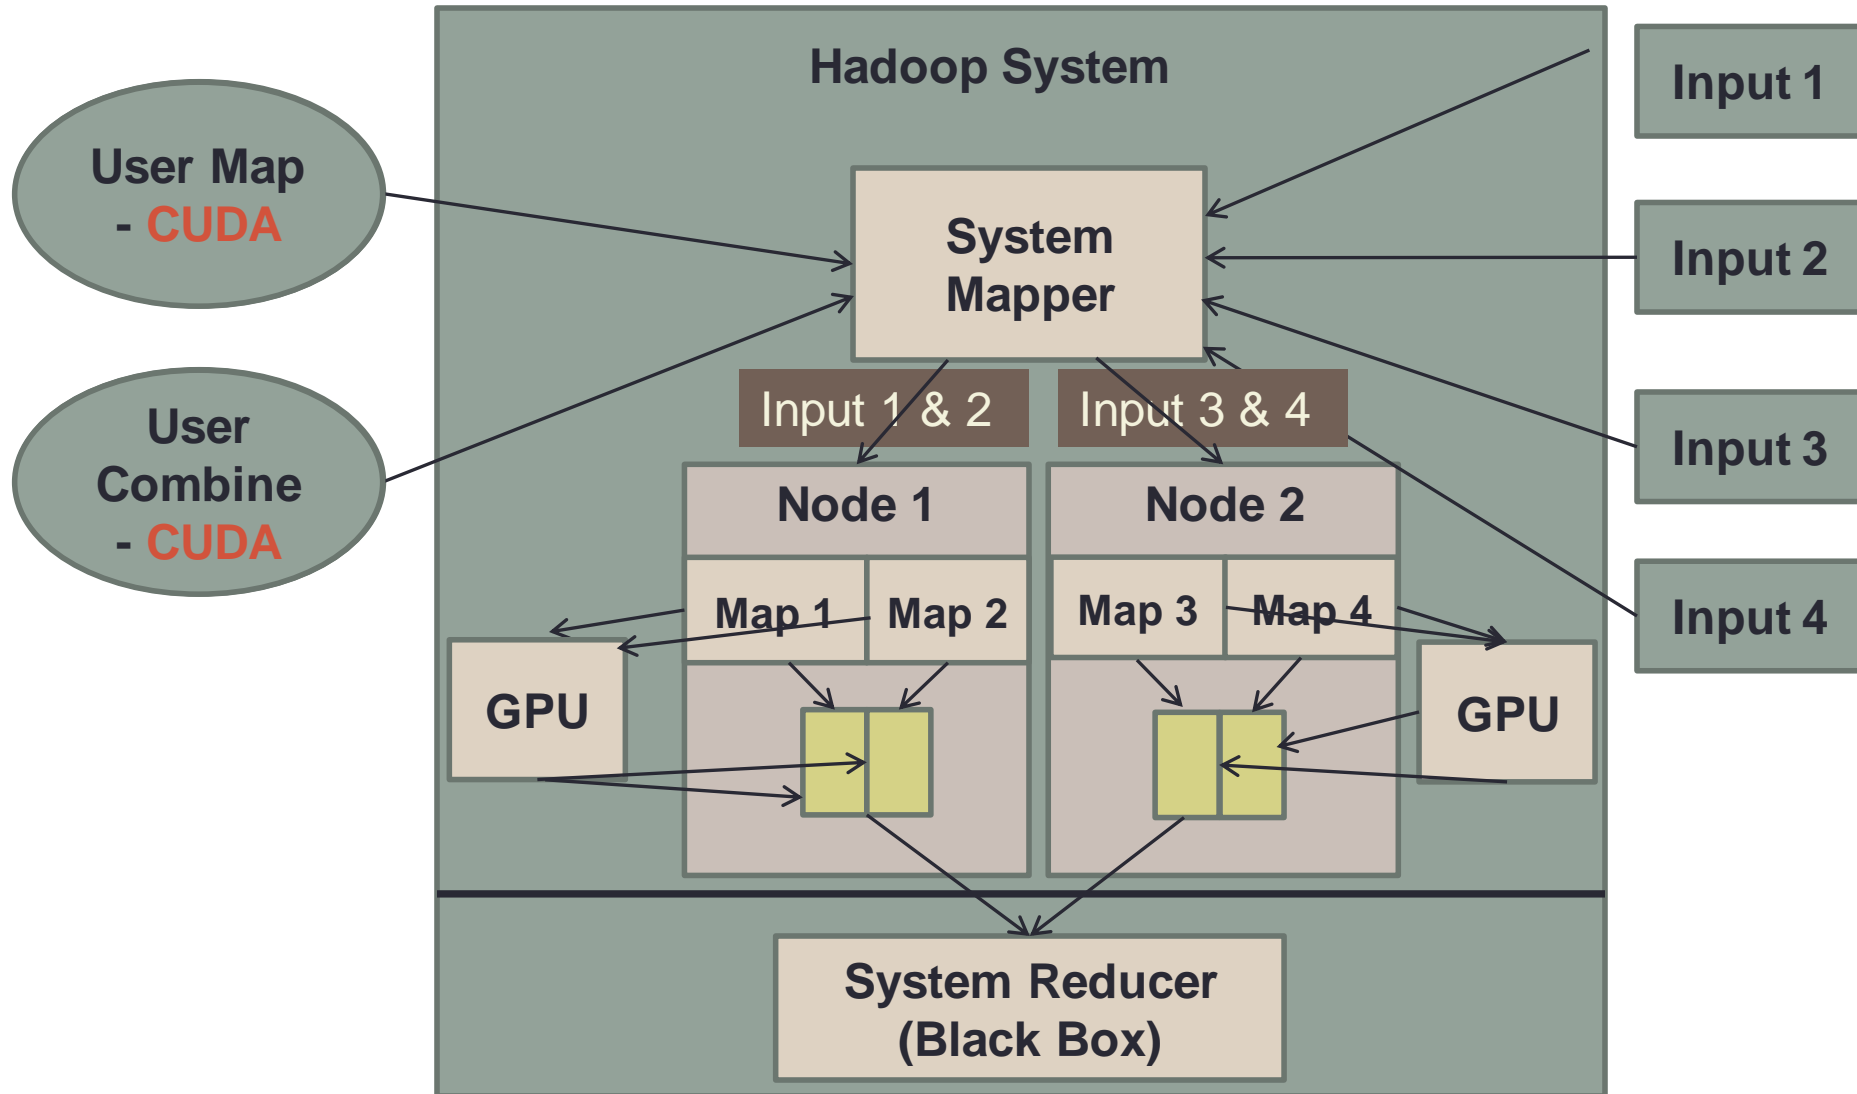 Hadoop System
User Map
- CUDA
User
Combine
- CUDA
System
Mapper
Input 1
Input 2
Input 3
Input 4
Input 1 & 2
Input 3 & 4
Node 1
Node 2
Map 1
Map 2
Map 3
Map 4
GPU
GPU
System Reducer
(Black Box)